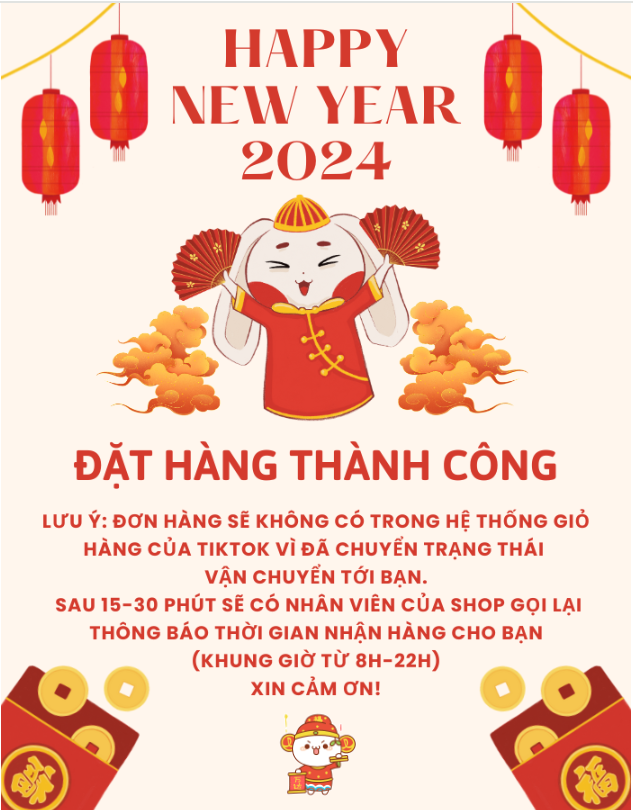 HAPPY
NEW YEAR
2024
ĐẶT HÀNG THÀNH CÔNG
LƯU Ý: ĐƠN HÀNG SẼ KHÔNG CÓ TRONG HỆ THỐNG GIỎ
HÀNG CỦA TIKTOK VÌ ĐÃ CHUYỂN TRẠNG THÁI
VẬN CHUYỂN TỚI BẠN.
SAU 15-30 PHÚT SẼ CÓ NHÂN VIÊN CỦA SHOP GỌI LẠI
THÔNG BÁO THỜI GIAN NHẬN HÀNG CHO BẠN
(KHUNG GIỜ TỪ 8H-22H)
XIN CẢM ƠN!